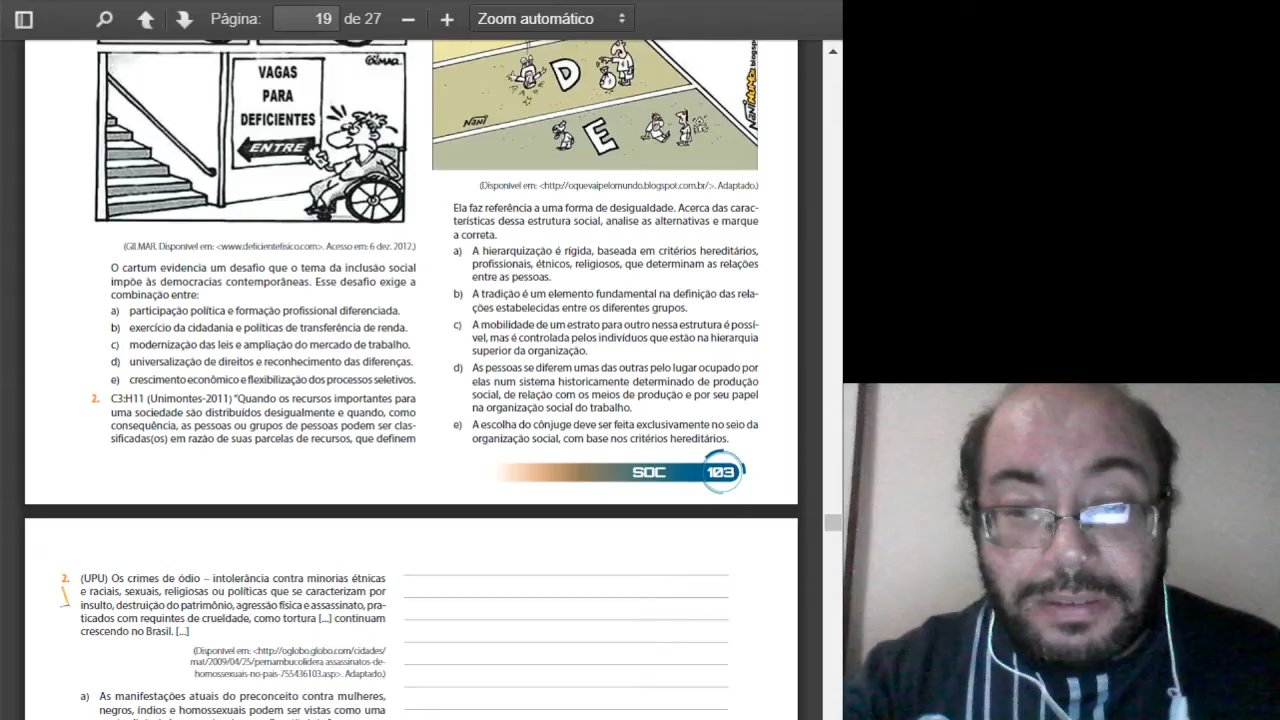 Página: 19 de 27 Zoom automático
GILMAR
VAGAS
PARA
DEFICIENTES
ENTRE
(GILMAR. Disponível em: <www.deficientefisico.com>. Acesso em: 6 dez. 2012.)
O cartum evidencia um desafio que o tema da inclusão social
impõe às democracias contemporâneas. Esse desafio exige a
combinação entre:
a) participação política e formação profissional diferenciada.
b) exercício da cidadania e políticas de transferência de renda.
c) modernização das leis e ampliação do mercado de trabalho.
d) universalização de direitos e reconhecimento das diferenças.
e) crescimento econômico e flexibilização dos processos seletivos.
2. C3:H11 (Unimontes-2011) “Quando os recursos importantes para
uma sociedade são distribuídos desigualmente e quando, como
consequência, as pessoas ou grupos de pessoas podem ser clas-
sificadas(os) em razão de suas parcelas de recursos, que definem
D
E
NANI
(Disponível em: <http://oquevaipelomundo.blogspot.com.br/>. Adaptado.)
Ela faz referência a uma forma de desigualdade. Acerca das carac-
terísticas dessa estrutura social, analise as alternativas e marque
a correta.
a) A hierarquização é rígida, baseada em critérios hereditários,
profissionais, étnicos, religiosos, que determinam as relações
entre as pessoas.
b) A tradição é um elemento fundamental na definição das rela-
ções estabelecidas entre os diferentes grupos.
c) A mobilidade de um estrato para outro nessa estrutura é possí-
vel, mas é controlada pelos indivíduos que estão na hierarquia
superior da organização.
d) As pessoas se diferem umas das outras pelo lugar ocupado por
elas num sistema historicamente determinado de produção
social, de relação com os meios de produção e por seu papel
na organização social do trabalho.
e) A escolha do cônjuge deve ser feita exclusivamente no seio da
organização social, com base nos critérios hereditários.
SOC 103
2. (UPU) Os crimes de ódio – intolerância contra minorias étnicas
e raciais, sexuais, religiosas ou políticas que se caracterizam por
insulto, destruição do patrimônio, agressão física e assassinato, pra-
ticados com requintes de crueldade, como tortura [...] continuam
crescendo no Brasil. [...]
(Disponível em: <http://oglobo.globo.com/cidades/
mat/2009/04/25/pernambucolidera assassinatos-de-
homossexuais-no-pais-755436103.asp>. Adaptado.)
a) As manifestações atuais do preconceito contra mulheres,
negros, índios e homossexuais podem ser vistas como uma